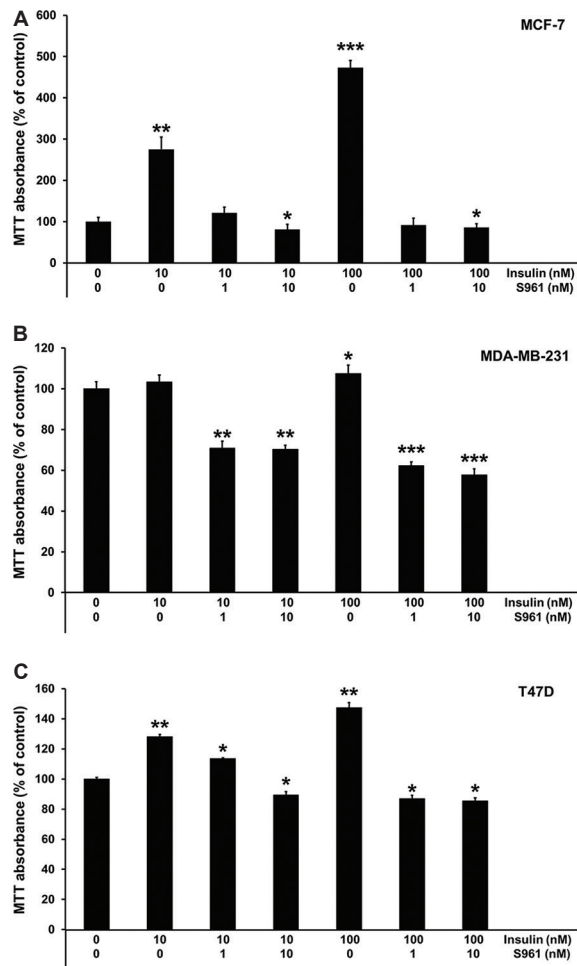 A
MCF-7
MTT absorbance (% of control)
600
500
400
300
200
100
0
**
*
***
*
0 10 10 10 100 100 100 Insulin (nM)
0 0 1 10 0 1 10 S961 (nM)
B
MDA-MB-231
MTT absorbance (% of control)
120
100
80
60
40
20
0
**
**
*
***
***
0 10 10 10 100 100 100 Insulin (nM)
0 0 1 10 0 1 10 S961 (nM)
C
T47D
MTT absorbance (% of control)
160
140
120
100
80
60
40
20
0
**
*
*
**
*
*
0 10 10 10 100 100 100 Insulin (nM)
0 0 1 10 0 1 10 S961 (nM)